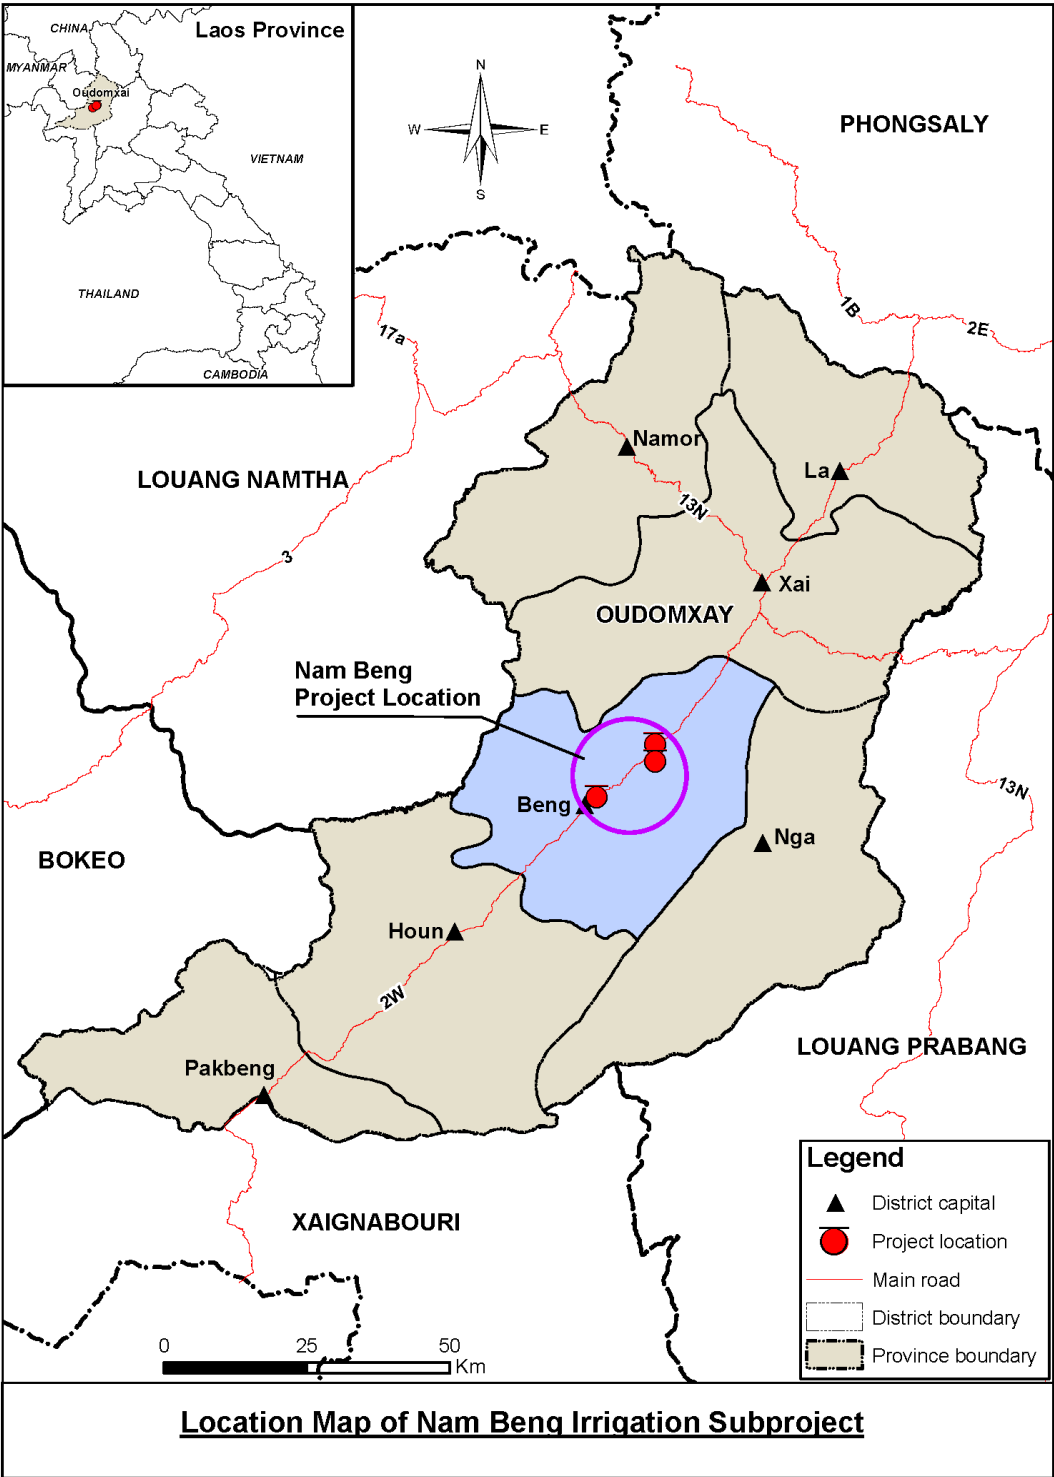 Laos Province
CHINA
MYANMAR
Oudomxai
VIETNAM
THAILAND
CAMBODIA
N
W
E
S
PHONGSALY
1B
2E
17a
Namor
La
LOUANG NAMTHA
13N
3
Xai
OUDOMXAY
Nam Beng
Project Location
13N
Beng
Nga
BOKEO
Houn
2W
LOUANG PRABANG
Pakbeng
XAIGNABOURI
Legend
District capital
Project location
Main road
District boundary
Province boundary
0 25 50
Km
Location Map of Nam Beng Irrigation Subproject